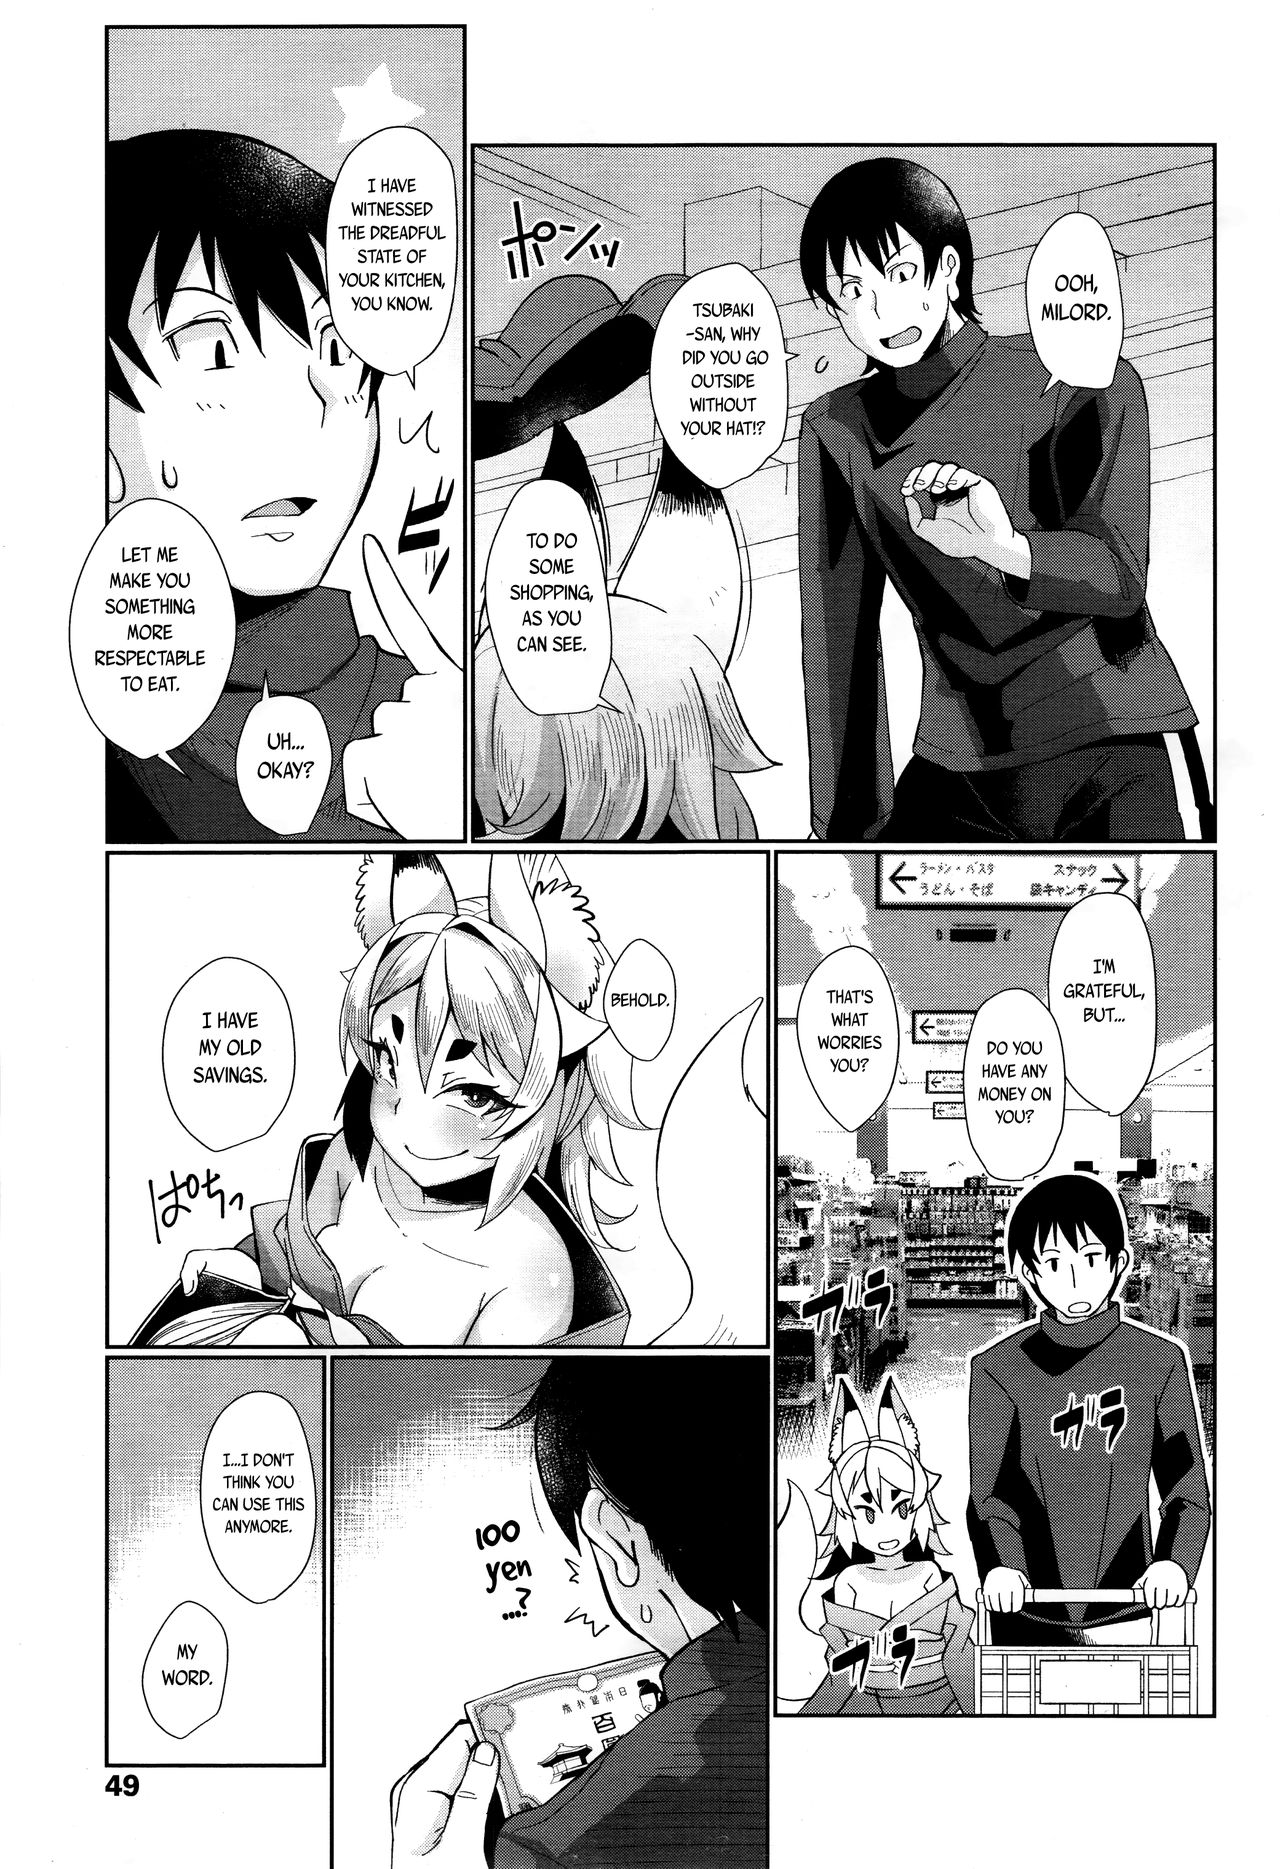 OOH,
MILORD.
TSUBAKI
-SAN, WHY
DID YOU GO
OUTSIDE
WITHOUT
YOUR HAT!?
ポンッ
TO DO
SOME
SHOPPING,
AS YOU
CAN SEE.
I HAVE
WITNESSED
THE DREADFUL
STATE OF
YOUR KITCHEN,
YOU KNOW.
LET ME
MAKE YOU
SOMETHING
MORE
RESPECTABLE
TO EAT.
UH...
OKAY?
ラーメン・パスタ
うどん・そば
スナック
袋キャンディ
I'M
GRATEFUL,
BUT...
DO YOU
HAVE ANY
MONEY ON
YOU?
THAT'S
WHAT
WORRIES
YOU?
ガラ
ガラ
ガラ
BEHOLD.
I HAVE
MY OLD
SAVINGS.
ぱちっ
100
yen
...?
百
I...I DON'T
THINK YOU
CAN USE THIS
ANYMORE.
MY
WORD.
49